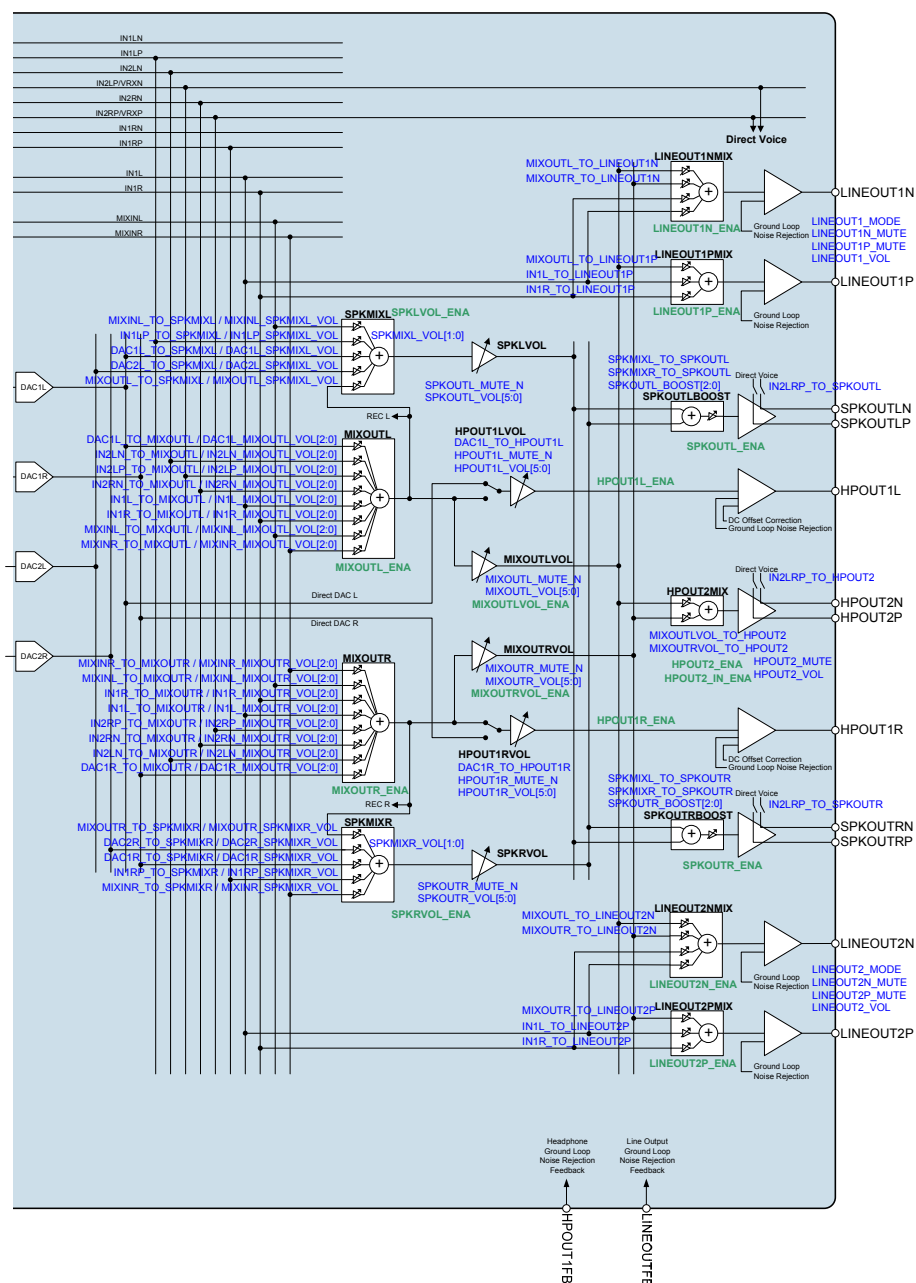 IN1LN
IN1LP
IN2LN
IN2LP/VRXN
IN2RN
IN2RP/VRXP
IN1RN
IN1RP
IN1L
IN1R
MIXINL
MIXINR
Direct Voice
LINEOUT1NMIX
MIXOUTL_TO_LINEOUT1N
MIXOUTR_TO_LINEOUT1N
LINEOUT1N_ENA
Ground Loop
Noise Rejection
LINEOUT1N
LINEOUT1_MODE
LINEOUT1N_MUTE
LINEOUT1P_MUTE
LINEOUT1_VOL
LINEOUT1PMIX
MIXOUTL_TO_LINEOUT1P
IN1L_TO_LINEOUT1P
IN1R_TO_LINEOUT1P
LINEOUT1P_ENA
Ground Loop
Noise Rejection
LINEOUT1P
SPKMIXL
SPKLVOL_ENA
MIXINL_TO_SPKMIXL / MIXINL_SPKMIXL_VOL
IN1LP_TO_SPKMIXL / IN1LP_SPKMIXL_VOL
DAC1L_TO_SPKMIXL / DAC1L_SPKMIXL_VOL
DAC2L_TO_SPKMIXL / DAC2L_SPKMIXL_VOL
MIXOUTL_TO_SPKMIXL / MIXOUTL_SPKMIXL_VOL
SPKMIXL_VOL[1:0]
SPKLVOL
SPKOUTL_MUTE_N
SPKOUTL_VOL[5:0]
SPKMIXL_TO_SPKOUTL
SPKMIXR_TO_SPKOUTL
SPKOUTL_BOOST[2:0]
SPKOUTLBOOST
Direct Voice
IN2LRP_TO_SPKOUTL
SPKOUTL_ENA
SPKOUTLN
SPKOUTLP
DAC1L
REC L
MIXOUTL
DAC1L_TO_MIXOUTL / DAC1L_MIXOUTL_VOL[2:0]
IN2LN_TO_MIXOUTL / IN2LN_MIXOUTL_VOL[2:0]
IN2LP_TO_MIXOUTL / IN2LP_MIXOUTL_VOL[2:0]
IN2RN_TO_MIXOUTL / IN2RN_MIXOUTL_VOL[2:0]
IN1L_TO_MIXOUTL / IN1L_MIXOUTL_VOL[2:0]
IN1R_TO_MIXOUTL / IN1R_MIXOUTL_VOL[2:0]
MIXINL_TO_MIXOUTL / MIXINL_MIXOUTL_VOL[2:0]
MIXINR_TO_MIXOUTL / MIXINR_MIXOUTL_VOL[2:0]
MIXOUTL_ENA
DAC1R
HPOUT1LVOL
DAC1L_TO_HPOUT1L
HPOUT1L_MUTE_N
HPOUT1L_VOL[5:0]
HPOUT1L_ENA
DC Offset Correction
Ground Loop Noise Rejection
HPOUT1L
DAC2L
MIXOUTLVOL
MIXOUTL_MUTE_N
MIXOUTL_VOL[5:0]
MIXOUTLVOL_ENA
Direct DAC L
Direct DAC R
HPOUT2MIX
Direct Voice
IN2LRP_TO_HPOUT2
HPOUT2N
HPOUT2P
MIXOUTLVOL_TO_HPOUT2
MIXOUTRVOL_TO_HPOUT2
HPOUT2_ENA
HPOUT2_IN_ENA
HPOUT2_MUTE
HPOUT2_VOL
DAC2R
MIXOUTR
MIXINR_TO_MIXOUTR / MIXINR_MIXOUTR_VOL[2:0]
MIXINL_TO_MIXOUTR / MIXINL_MIXOUTR_VOL[2:0]
IN1R_TO_MIXOUTR / IN1R_MIXOUTR_VOL[2:0]
IN1L_TO_MIXOUTR / IN1L_MIXOUTR_VOL[2:0]
IN2RP_TO_MIXOUTR / IN2RP_MIXOUTR_VOL[2:0]
IN2RN_TO_MIXOUTR / IN2RN_MIXOUTR_VOL[2:0]
IN2LN_TO_MIXOUTR / IN2LN_MIXOUTR_VOL[2:0]
DAC1R_TO_MIXOUTR / DAC1R_MIXOUTR_VOL[2:0]
MIXOUTR_ENA
MIXOUTRVOL
MIXOUTR_MUTE_N
MIXOUTR_VOL[5:0]
MIXOUTRVOL_ENA
HPOUT1R_ENA
HPOUT1RVOL
DAC1R_TO_HPOUT1R
HPOUT1R_MUTE_N
HPOUT1R_VOL[5:0]
DC Offset Correction
Ground Loop Noise Rejection
HPOUT1R
REC R
SPKMIXR
MIXOUTR_TO_SPKMIXR / MIXOUTR_SPKMIXR_VOL
DAC2R_TO_SPKMIXR / DAC2R_SPKMIXR_VOL
DAC1R_TO_SPKMIXR / DAC1R_SPKMIXR_VOL
IN1RP_TO_SPKMIXR / IN1RP_SPKMIXR_VOL
MIXINR_TO_SPKMIXR / MIXINR_SPKMIXR_VOL
SPKMIXR_VOL[1:0]
SPKRVOL
SPKOUTR_MUTE_N
SPKOUTR_VOL[5:0]
SPKRVOL_ENA
SPKMIXL_TO_SPKOUTR
SPKMIXR_TO_SPKOUTR
SPKOUTR_BOOST[2:0]
SPKOUTRBOOST
Direct Voice
IN2LRP_TO_SPKOUTR
SPKOUTR_ENA
SPKOUTRN
SPKOUTRP
LINEOUT2NMIX
MIXOUTL_TO_LINEOUT2N
MIXOUTR_TO_LINEOUT2N
LINEOUT2N_ENA
Ground Loop
Noise Rejection
LINEOUT2N
LINEOUT2_MODE
LINEOUT2N_MUTE
LINEOUT2P_MUTE
LINEOUT2_VOL
LINEOUT2PMIX
MIXOUTR_TO_LINEOUT2P
IN1L_TO_LINEOUT2P
IN1R_TO_LINEOUT2P
LINEOUT2P_ENA
Ground Loop
Noise Rejection
LINEOUT2P
Headphone
Ground Loop
Noise Rejection
Feedback
Line Output
Ground Loop
Noise Rejection
Feedback
HPOUT1FB